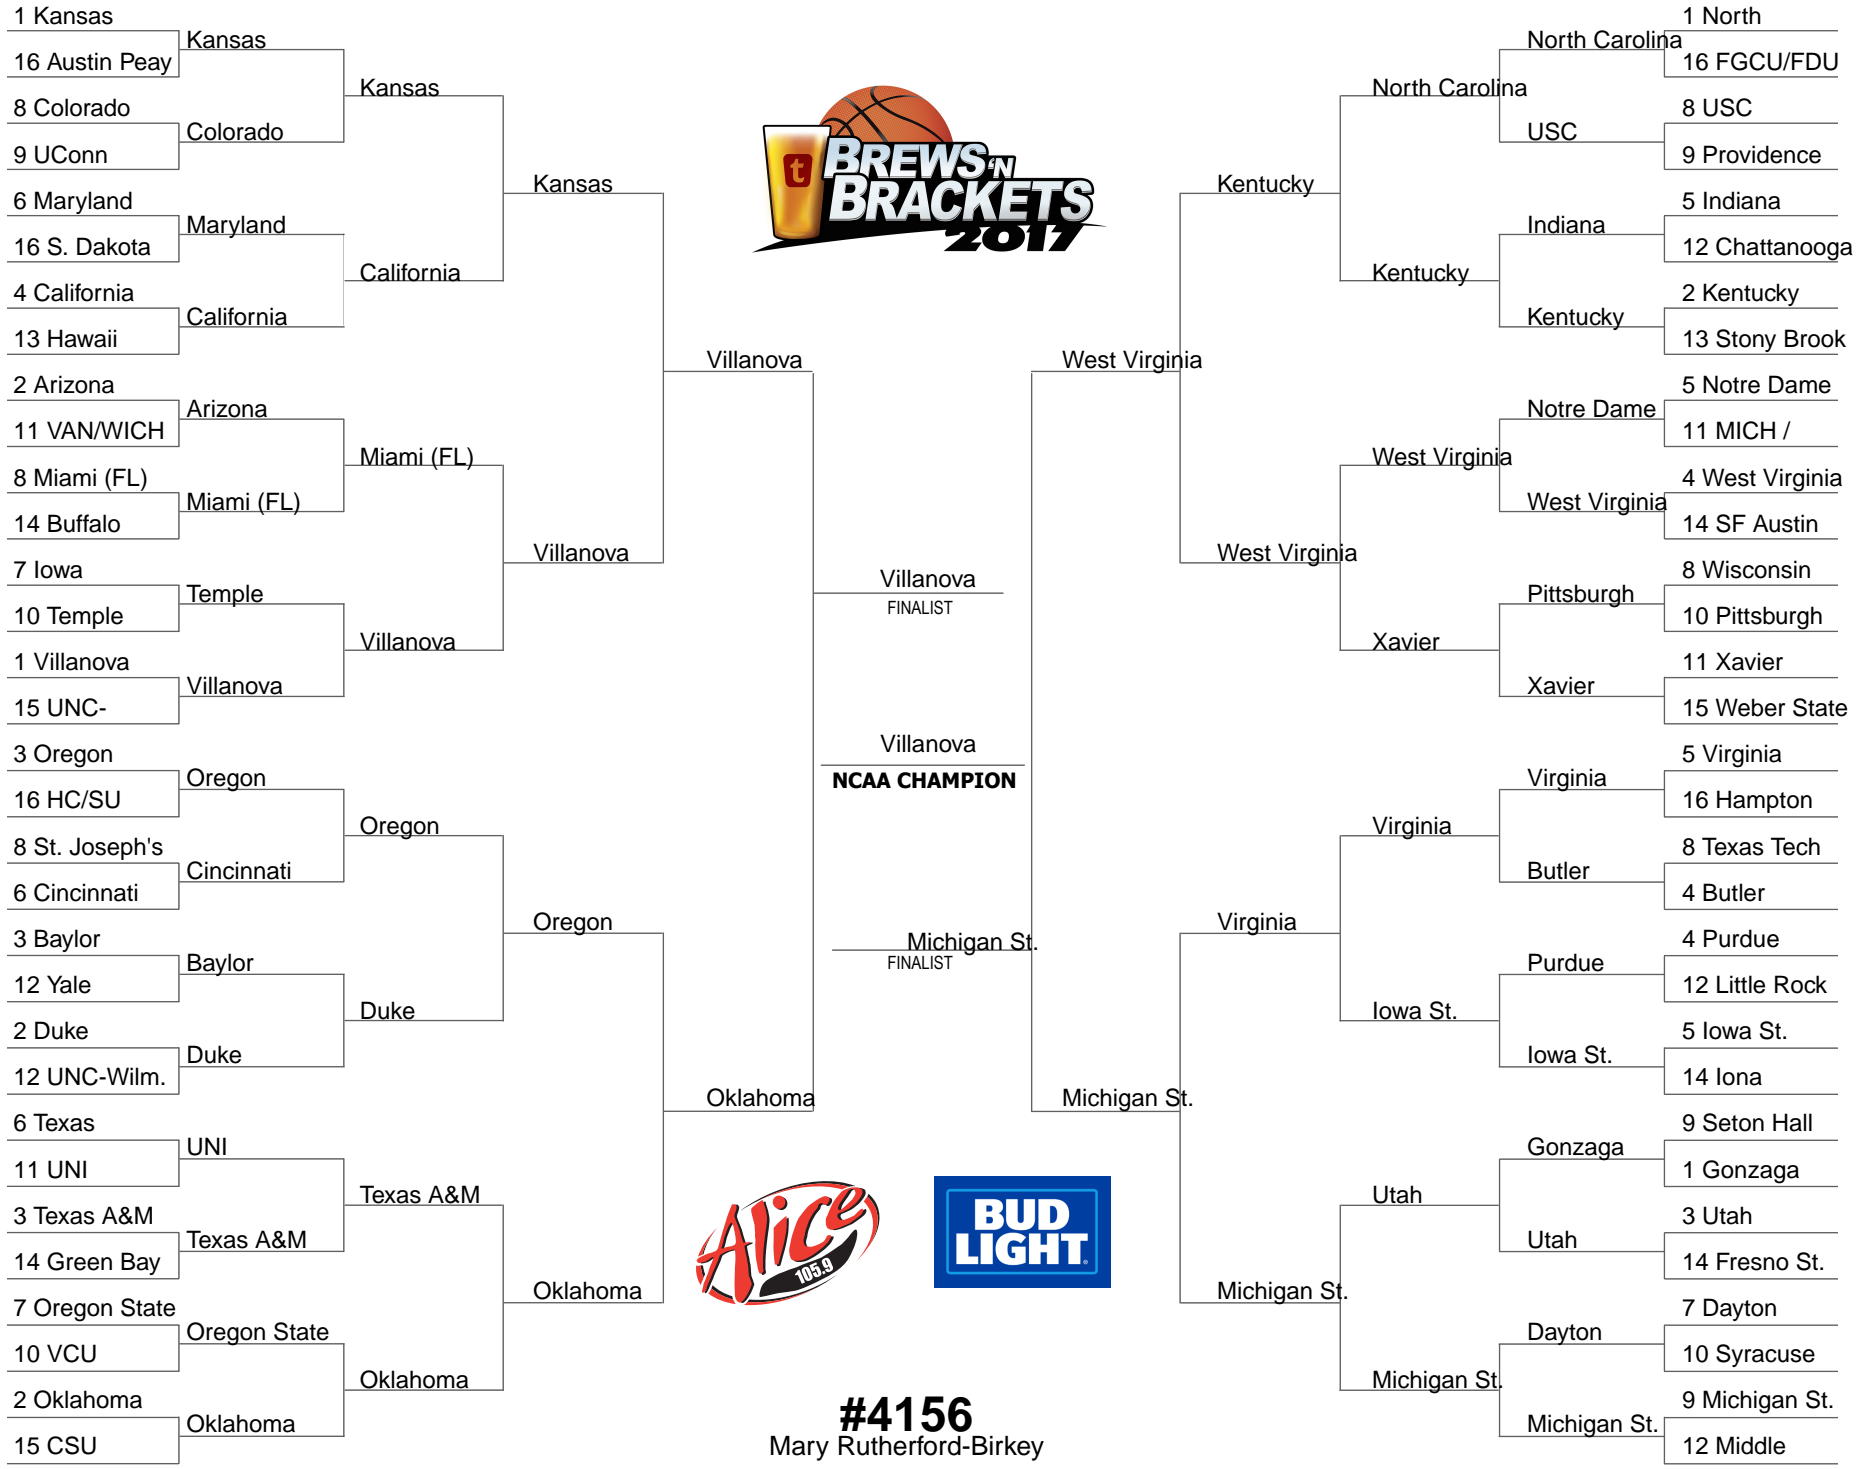 1 Kansas
16 Austin Peay
8 Colorado
9 UConn
6 Maryland
16 S. Dakota
4 California
13 Hawaii
2 Arizona
11 VAN/WICH
8 Miami (FL)
14 Buffalo
7 Iowa
10 Temple
1 Villanova
15 UNC-
3 Oregon
16 HC/SU
8 St. Joseph's
6 Cincinnati
3 Baylor
12 Yale
2 Duke
12 UNC-Wilm.
6 Texas
11 UNI
3 Texas A&M
14 Green Bay
7 Oregon State
10 VCU
2 Oklahoma
15 CSU
Kansas
Colorado
Maryland
California
Arizona
Miami (FL)
Temple
Villanova
Oregon
Cincinnati
Baylor
Duke
UNI
Texas A&M
Oregon State
Oklahoma
Kansas
California
Miami (FL)
Villanova
Oregon
Duke
Texas A&M
Oklahoma
Kansas
Villanova
Oregon
Oklahoma
Villanova
Oklahoma
t
BREWS 'N
BRACKETS
2017
Villanova
FINALIST
Villanova
NCAA CHAMPION
Michigan St.
FINALIST
Alice
105.9
BUD
LIGHT
#4156
Mary Rutherford-Birkey
West Virginia
Michigan St.
Kentucky
West Virginia
Virginia
Michigan St.
North Carolina
Kentucky
West Virginia
Xavier
Virginia
Iowa St.
Utah
Michigan St.
North Carolina
USC
Indiana
Kentucky
Notre Dame
West Virginia
Pittsburgh
Xavier
Virginia
Butler
Purdue
Iowa St.
Gonzaga
Utah
Dayton
Michigan St.
1 North
16 FGCU/FDU
8 USC
9 Providence
5 Indiana
12 Chattanooga
2 Kentucky
13 Stony Brook
5 Notre Dame
11 MICH /
4 West Virginia
14 SF Austin
8 Wisconsin
10 Pittsburgh
11 Xavier
15 Weber State
5 Virginia
16 Hampton
8 Texas Tech
4 Butler
4 Purdue
12 Little Rock
5 Iowa St.
14 Iona
9 Seton Hall
1 Gonzaga
3 Utah
14 Fresno St.
7 Dayton
10 Syracuse
9 Michigan St.
12 Middle